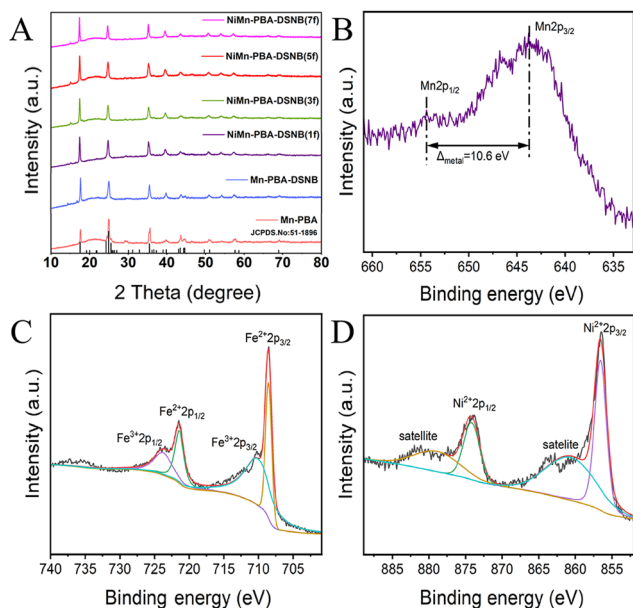 A
NiMn-PBA-DSNB(7f)
NiMn-PBA-DSNB(5f)
NiMn-PBA-DSNB(3f)
NiMn-PBA-DSNB(1f)
Mn-PBA-DSNB
Mn-PBA
JCPDS.No:51-1896
Intensity (a.u.)
10 20 30 40 50 60 70 80
2 Theta (degree)
B
Mn2p3/2
Mn2p1/2
Δmetal=10.6 eV
Intensity (a.u.)
660 655 650 645 640 635
Binding energy (eV)
C
Fe²⁺2p3/2
Fe²⁺2p1/2
Fe³⁺2p1/2
Fe³⁺2p3/2
Intensity (a.u.)
740 735 730 725 720 715 710 705
Binding energy (eV)
D
Ni²⁺2p3/2
Ni²⁺2p1/2
satellite
satellite
Intensity (a.u.)
885 880 875 870 865 860 855
Binding energy (eV)